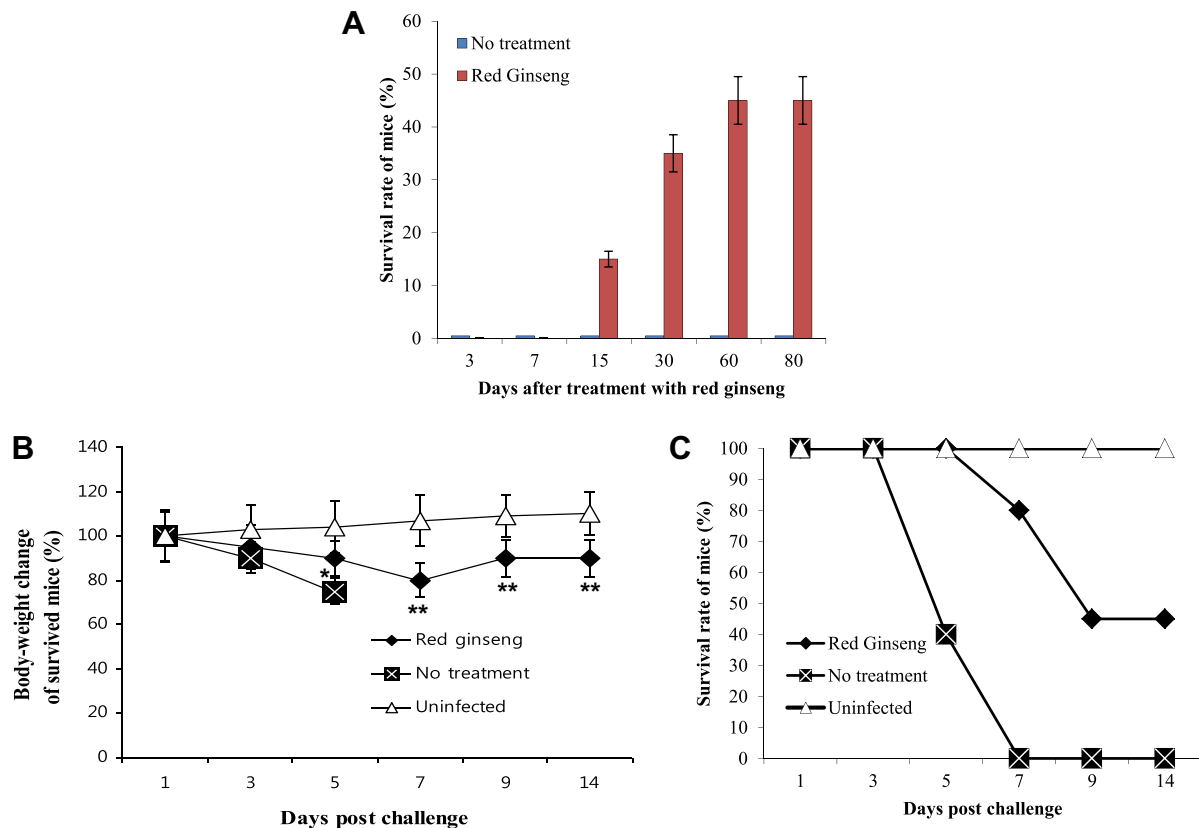 A
60
50
40
30
20
10
0
Survival rate of mice (%)
No treatment
Red Ginseng
3 7 15 30 60 80
Days after treatment with red ginseng
B
140
120
100
80
60
40
20
0
Body-weight change
of survived mice (%)
*
** ** **
Red ginseng
No treatment
Uninfected
1 3 5 7 9 14
Days post challenge
C
100
90
80
70
60
50
40
30
20
10
0
Survival rate of mice (%)
Red Ginseng
No treatment
Uninfected
1 3 5 7 9 14
Days post challenge